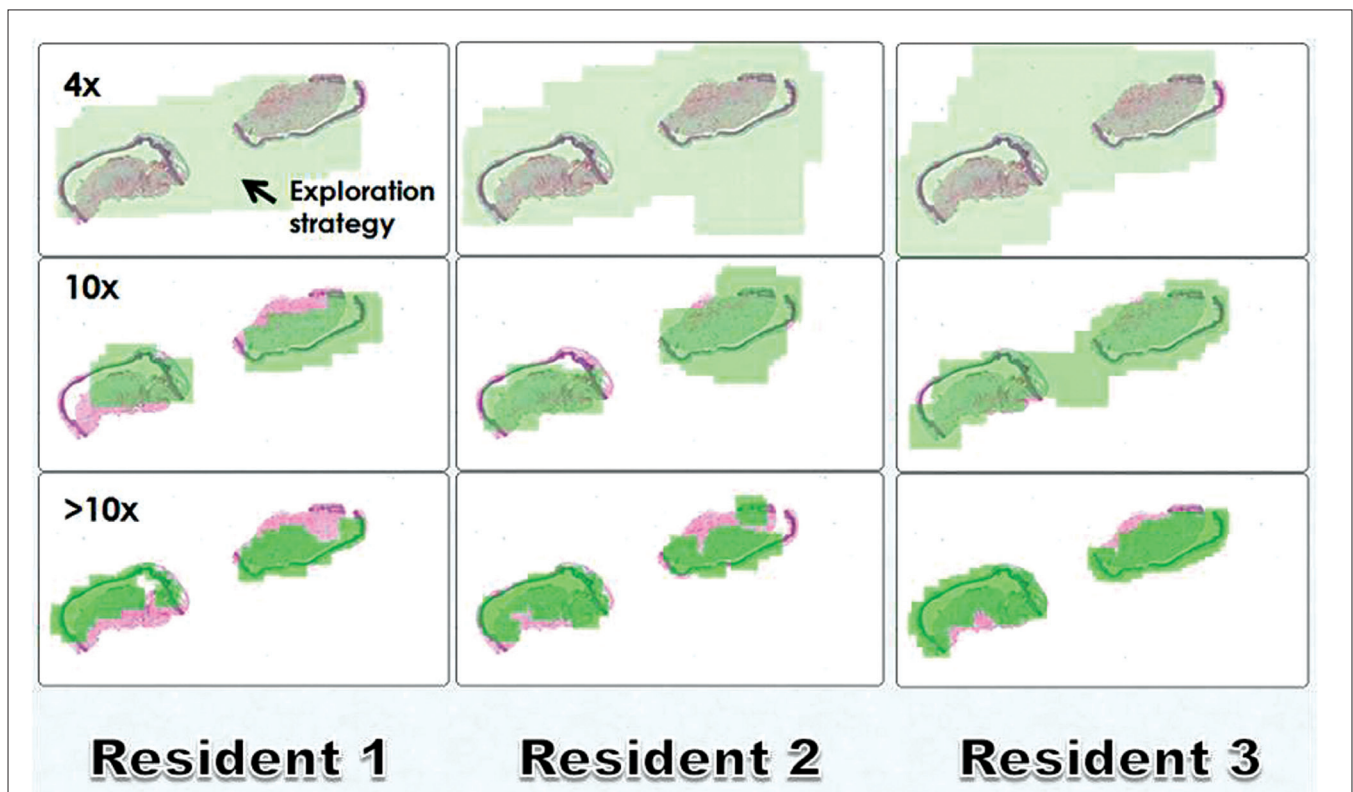 4x
Exploration
strategy
10x
>10x
Resident 1
Resident 2
Resident 3